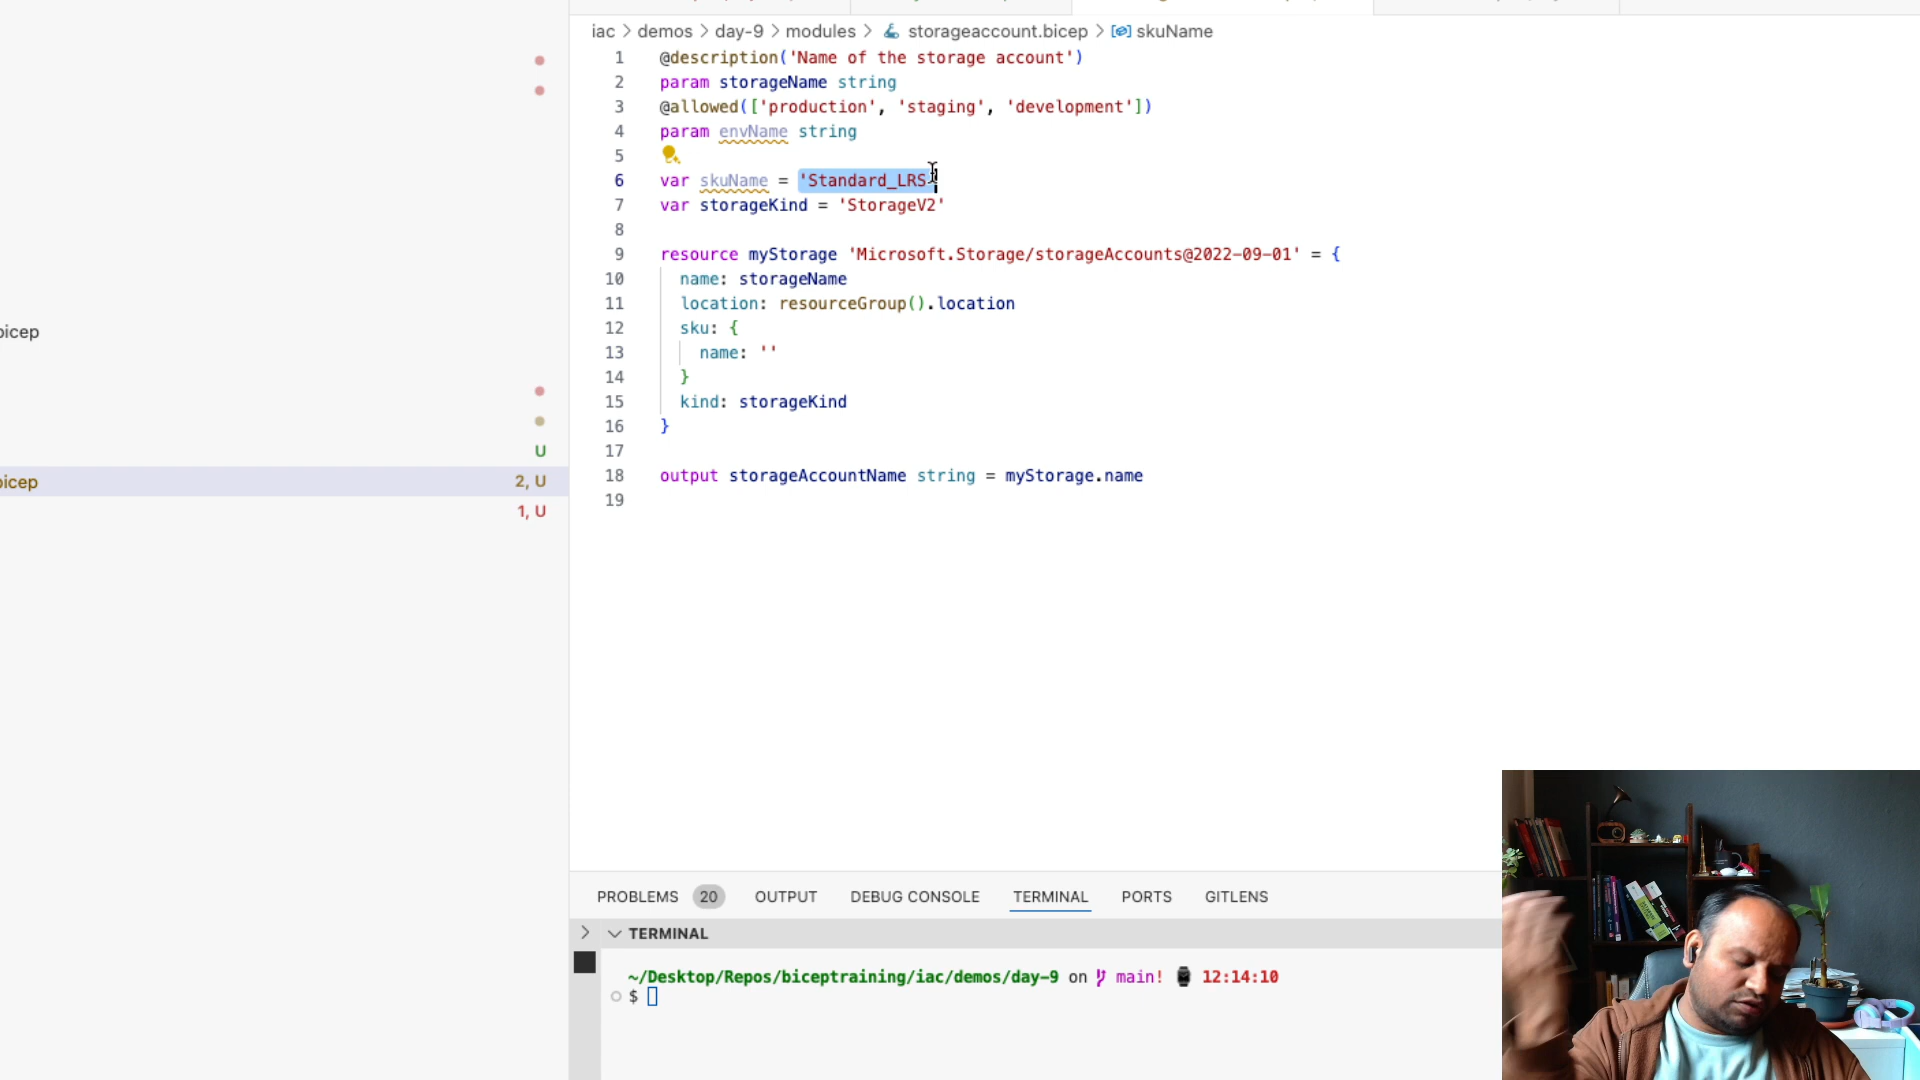 iac > demos > day-9 > modules > storageaccount.bicep > skuName
1 @description('Name of the storage account')
2 param storageName string
3 @allowed(['production', 'staging', 'development'])
4 param envName string
5
6 var skuName = 'Standard_LRS'
7 var storageKind = 'StorageV2'
8
9 resource myStorage 'Microsoft.Storage/storageAccounts@2022-09-01' = {
10 name: storageName
11 location: resourceGroup().location
12 sku: {
13 name: ''
14 }
15 kind: storageKind
16 }
17
18 output storageAccountName string = myStorage.name
19
bicep
U
bicep 2, U
1, U
PROBLEMS 20 OUTPUT DEBUG CONSOLE TERMINAL PORTS GITLENS
TERMINAL
~/Desktop/Repos/biceptraining/iac/demos/day-9 on main! 12:14:10
$